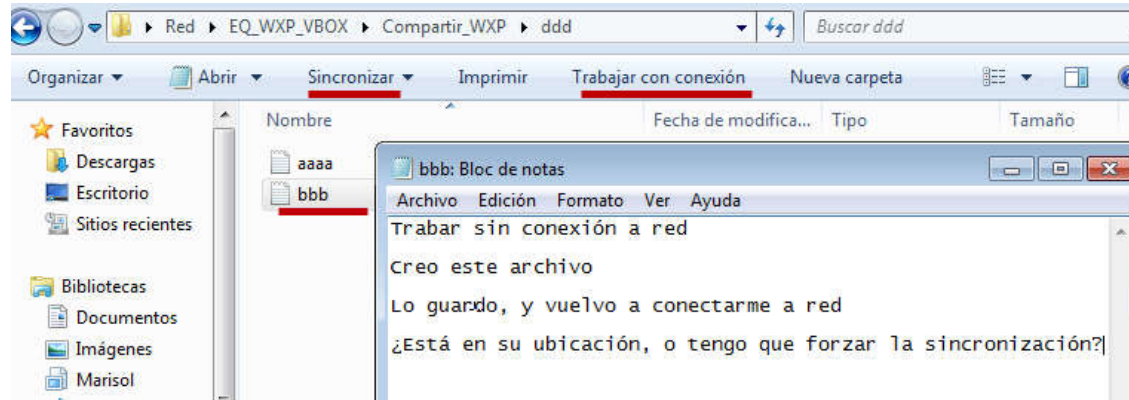 Red ▸ EQ_WXP_VBOX ▸ Compartir_WXP ▸ ddd
Buscar ddd
Organizar Abrir Sincronizar Imprimir Trabajar con conexión Nueva carpeta
Favoritos
Descargas
Escritorio
Sitios recientes
Bibliotecas
Documentos
Imágenes
Marisol
Nombre Fecha de modifica... Tipo Tamaño
aaaa
bbb
bbb: Bloc de notas
Archivo Edición Formato Ver Ayuda
Trabar sin conexión a red
Creo este archivo
Lo guardo, y vuelvo a conectarme a red
¿Está en su ubicación, o tengo que forzar la sincronización?